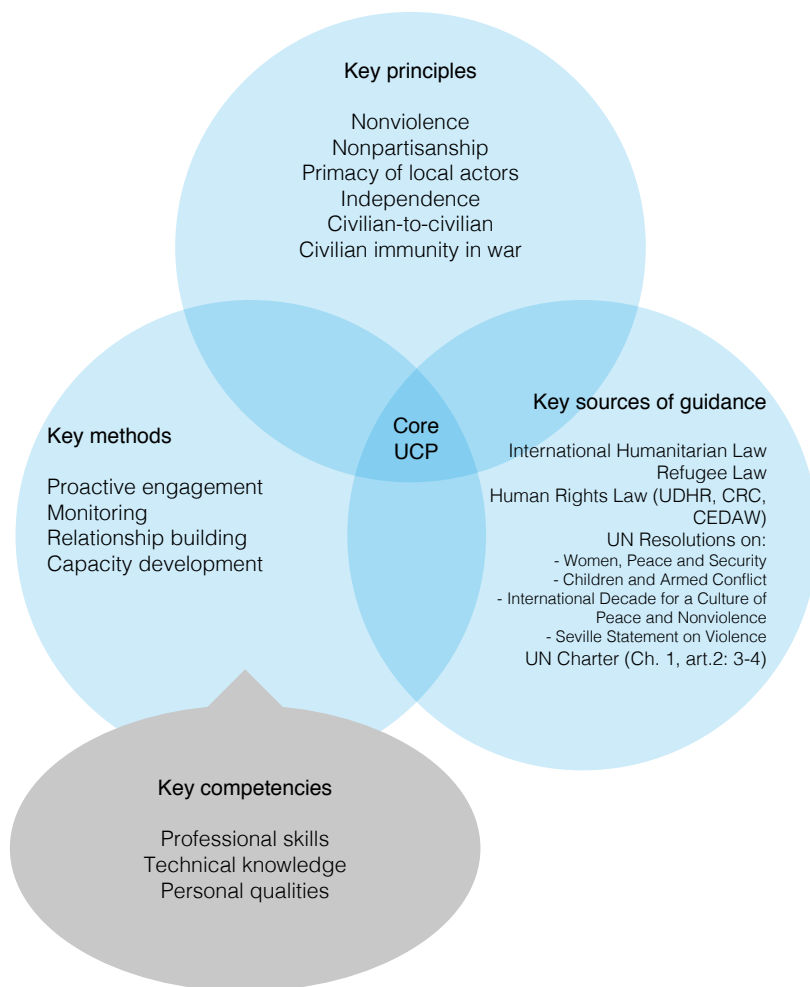 Key principles
Nonviolence
Nonpartisanship
Primacy of local actors
Independence
Civilian-to-civilian
Civilian immunity in war
Key methods
Proactive engagement
Monitoring
Relationship building
Capacity development
Core
UCP
Key sources of guidance
International Humanitarian Law
Refugee Law
Human Rights Law (UDHR, CRC,
CEDAW)
UN Resolutions on:
- Women, Peace and Security
- Children and Armed Conflict
- International Decade for a Culture of
Peace and Nonviolence
- Seville Statement on Violence
UN Charter (Ch. 1, art.2: 3-4)
Key competencies
Professional skills
Technical knowledge
Personal qualities